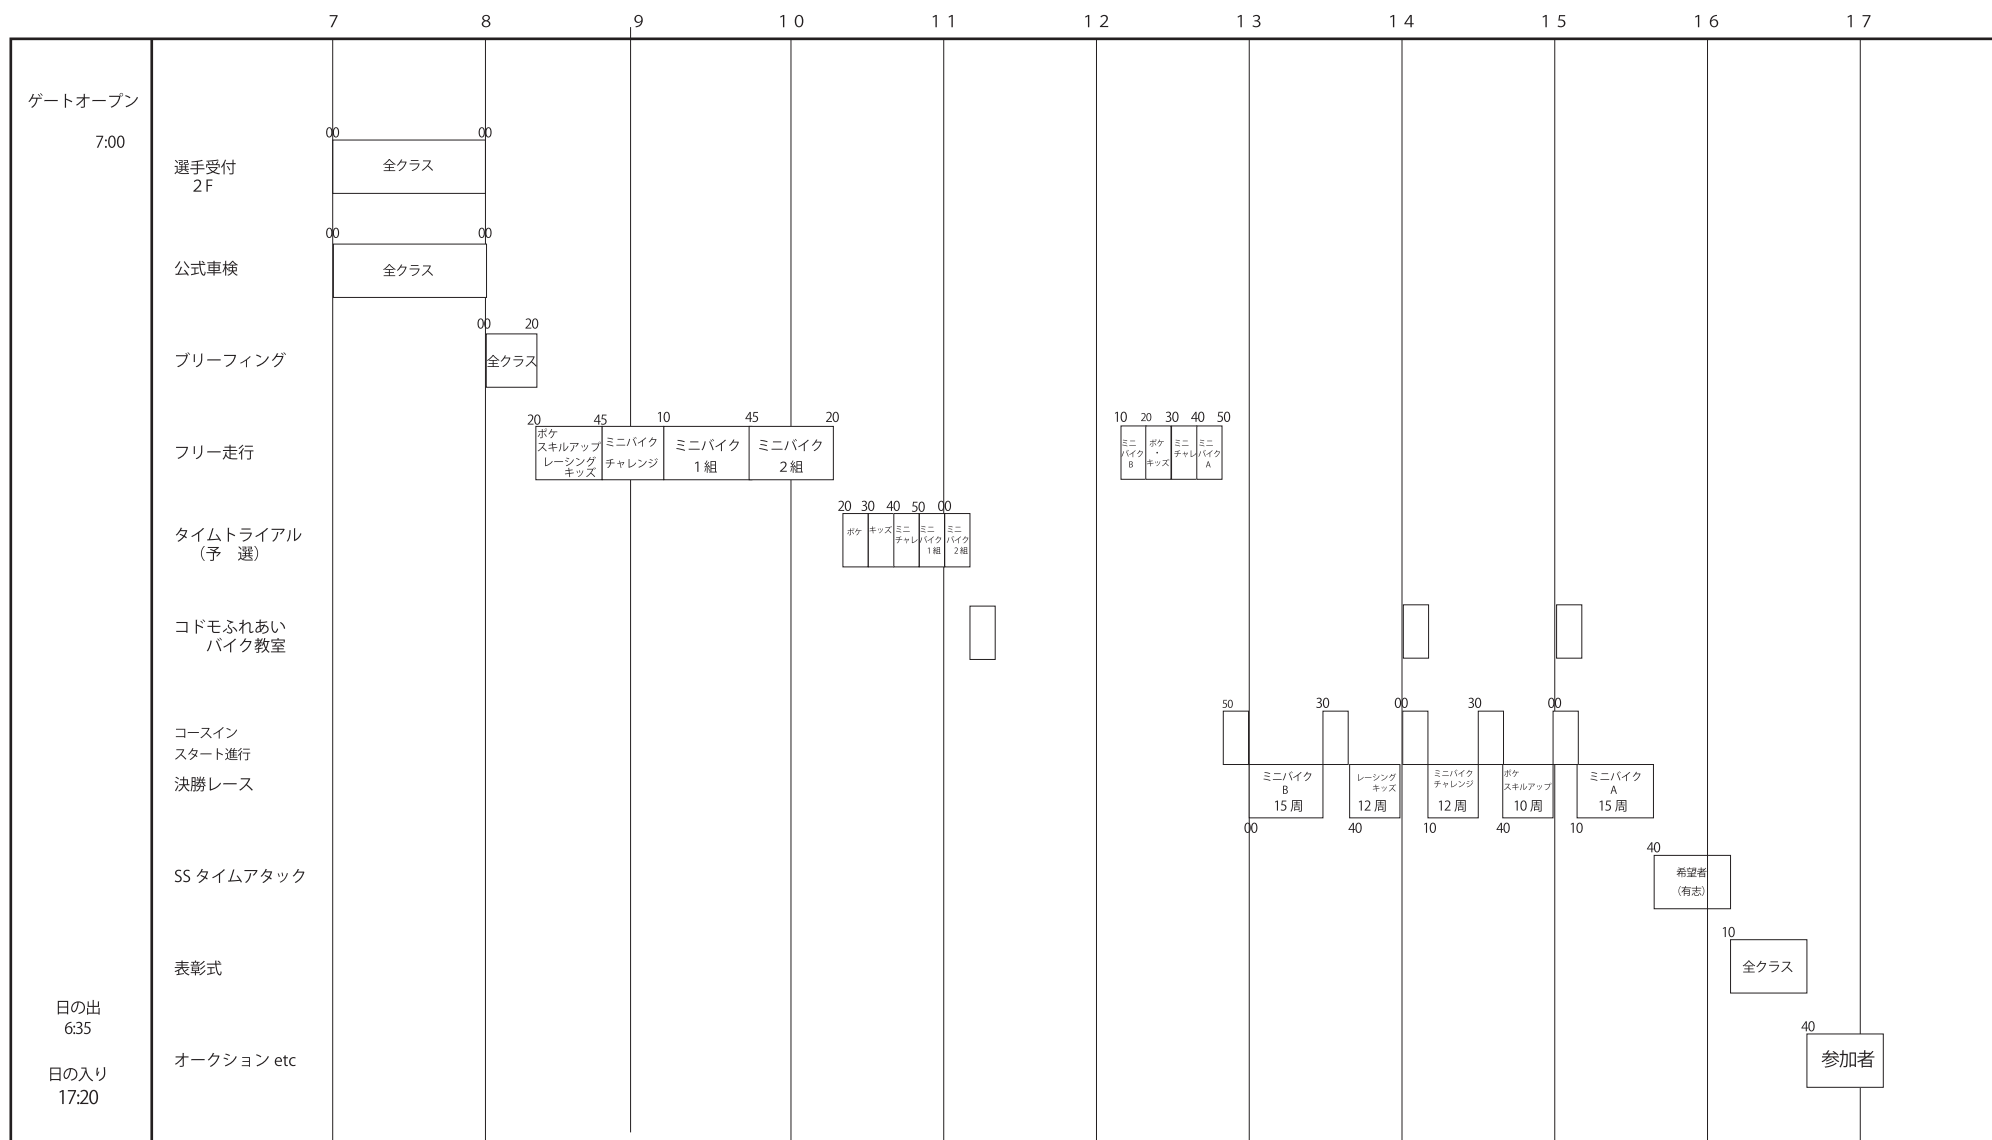 7 8 9 10 11 12 13 14 15 16 17
ゲートオープン
7:00
00 00
選手受付
2F
全クラス
00 00
公式車検
全クラス
00 20
ブリーフィング
全クラス
20 45 10 45 20
フリー走行
ポケ
スキルアップ
レーシング
キッズ
ミニバイク
チャレンジ
ミニバイク
1組
ミニバイク
2組
10 20 30 40 50
ミニ
バイク
B
ポケ
・
キッズ
ミニ
チャレ
ミニ
バイク
A
20 30 40 50 00
タイムトライアル
（予 選）
ポケ
キッズ
ミニ
チャレ
ミニ
バイク
1組
ミニ
バイク
2組
コドモふれあい
バイク教室
50 30 00 30 00
コースイン
スタート進行
決勝レース
ミニバイク
B
15周
レーシング
キッズ
12周
ミニバイク
チャレンジ
12周
ポケ
スキルアップ
10周
ミニバイク
A
15周
00 40 10 40 10
40
SSタイムアタック
希望者
（有志）
10
表彰式
全クラス
日の出
6:35
40
オークション etc
参加者
日の入り
17:20